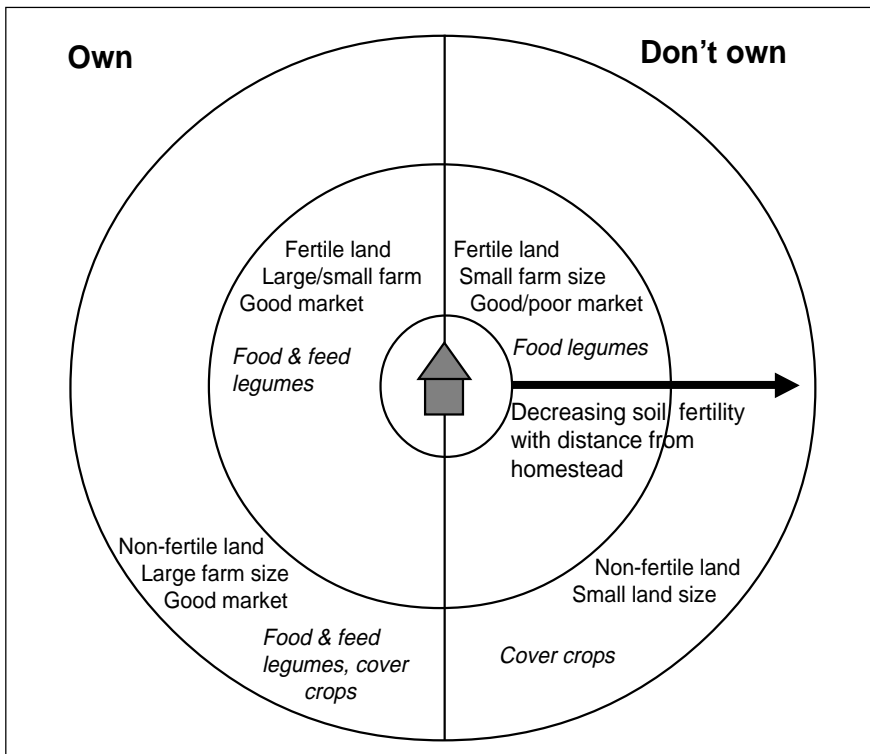 Own
Don't own
Fertile land
Large/small farm
Good market
Food & feed
legumes
Fertile land
Small farm size
Good/poor market
Food legumes
Decreasing soil fertility
with distance from
homestead
Non-fertile land
Large farm size
Good market
Food & feed
legumes, cover
crops
Non-fertile land
Small land size
Cover crops